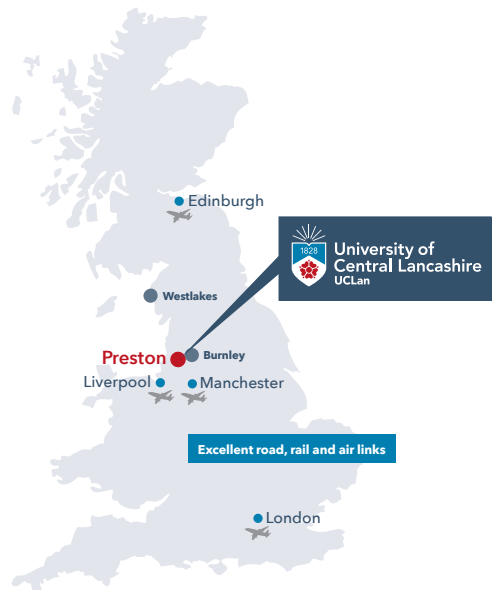 Edinburgh
1828
University of
Central Lancashire
UCLan
Westlakes
Preston
Burnley
Liverpool
Manchester
Excellent road, rail and air links
London